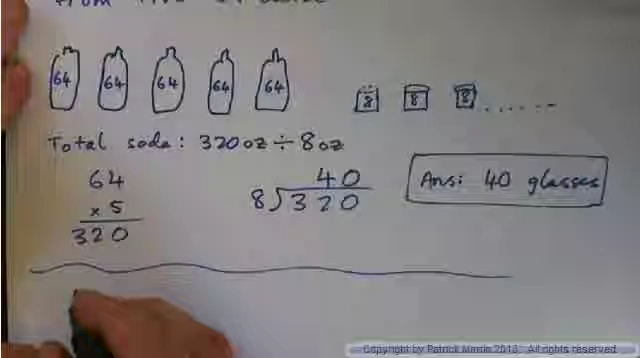 64 64 64 64 64
8 8 8 ......
Total soda: 320oz ÷ 8oz
64
x 5
320
40
8)320
Ans: 40 glasses
Copyright by Patrick Martin 2013. All rights reserved